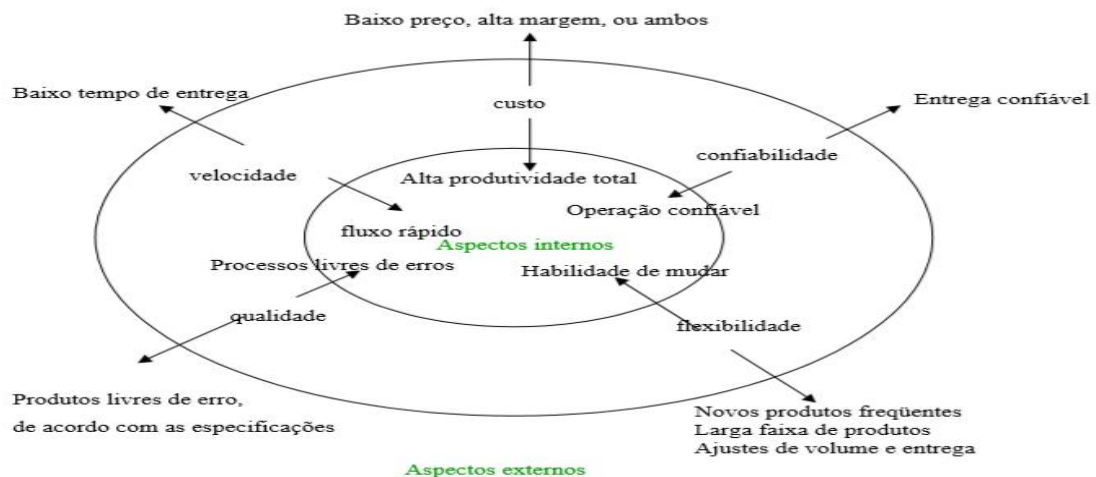 Baixo preço, alta margem, ou ambos
Baixo tempo de entrega
custo
Entrega confiável
confiabilidade
velocidade
Alta produtividade total
Operação confiável
fluxo rápido
Aspectos internos
Processos livres de erros
Habilidade de mudar
qualidade
flexibilidade
Produtos livres de erro,
de acordo com as especificações
Novos produtos freqüentes
Larga faixa de produtos
Ajustes de volume e entrega
Aspectos externos